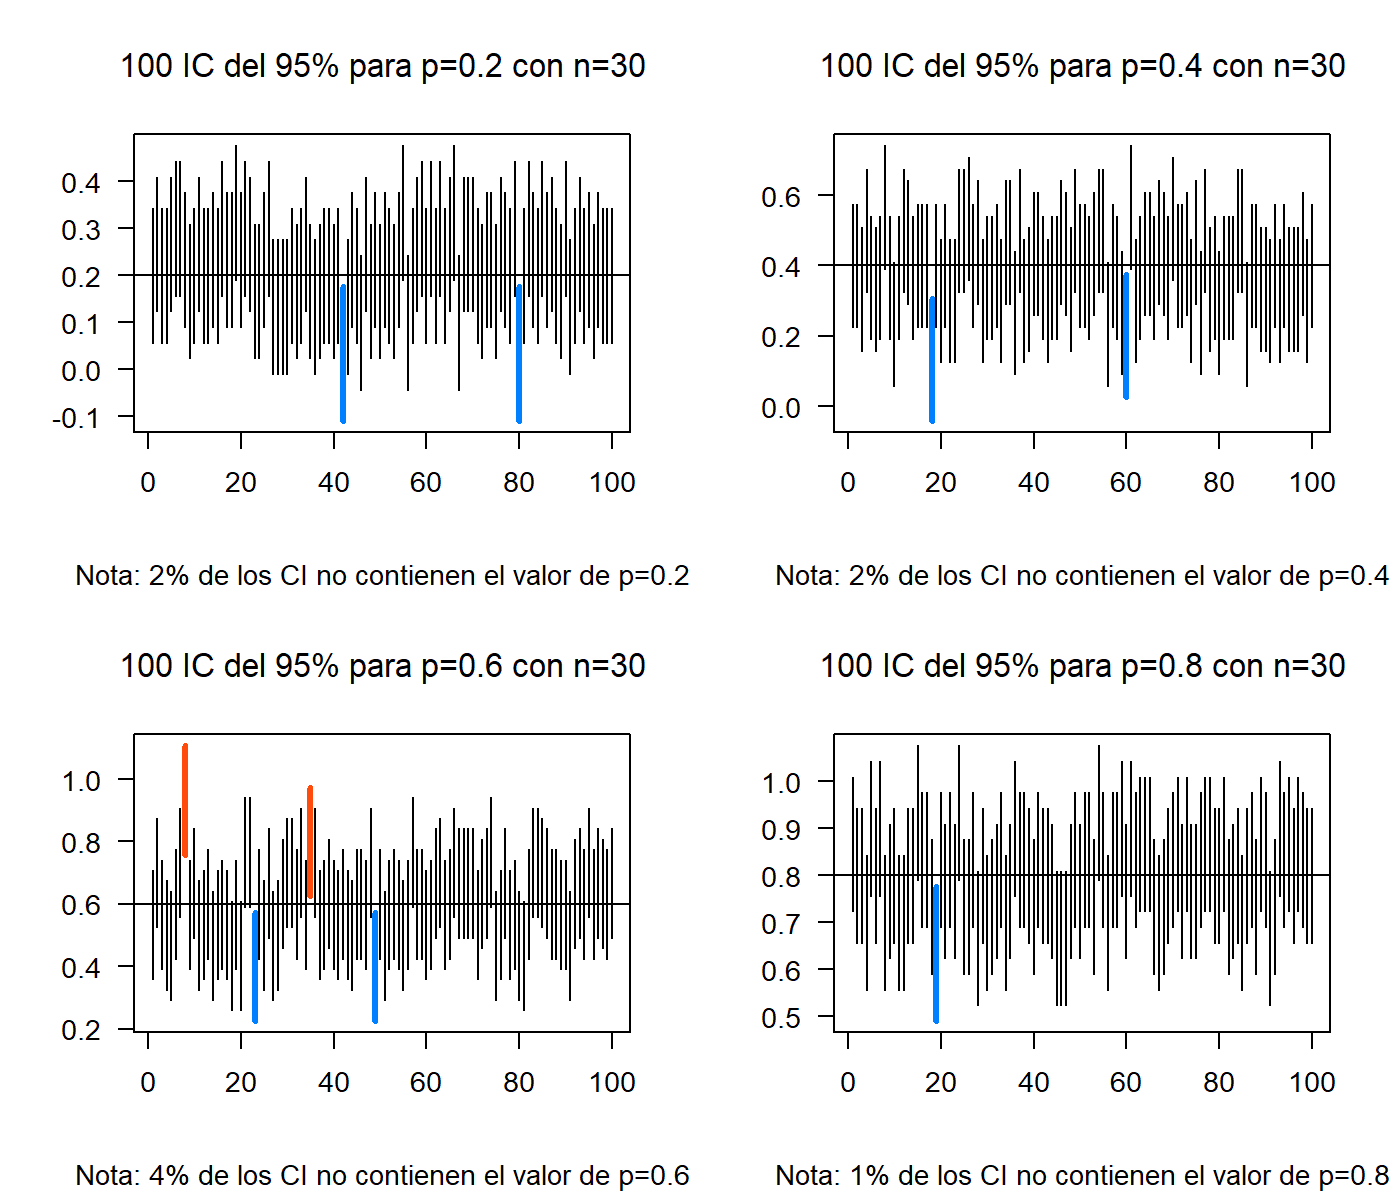 100 IC del 95% para p=0.2 con n=30
0.4
0.3
0.2
0.1
0.0
-0.1
0 20 40 60 80 100
Nota: 2% de los CI no contienen el valor de p=0.2
100 IC del 95% para p=0.4 con n=30
0.6
0.4
0.2
0.0
0 20 40 60 80 100
Nota: 2% de los CI no contienen el valor de p=0.4
100 IC del 95% para p=0.6 con n=30
1.0
0.8
0.6
0.4
0.2
0 20 40 60 80 100
Nota: 4% de los CI no contienen el valor de p=0.6
100 IC del 95% para p=0.8 con n=30
1.0
0.9
0.8
0.7
0.6
0.5
0 20 40 60 80 100
Nota: 1% de los CI no contienen el valor de p=0.8